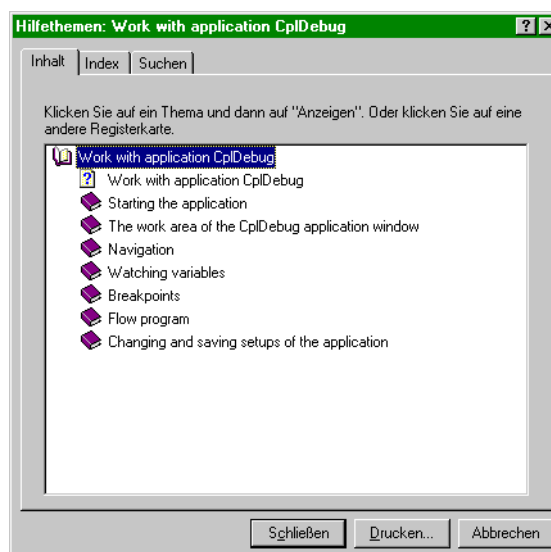 Hilfethemen: Work with application CplDebug
Inhalt Index Suchen
Klicken Sie auf ein Thema und dann auf "Anzeigen". Oder klicken Sie auf eine
andere Registerkarte.
Work with application CplDebug
Work with application CplDebug
Starting the application
The work area of the CplDebug application window
Navigation
Watching variables
Breakpoints
Flow program
Changing and saving setups of the application
Schließen Drucken... Abbrechen